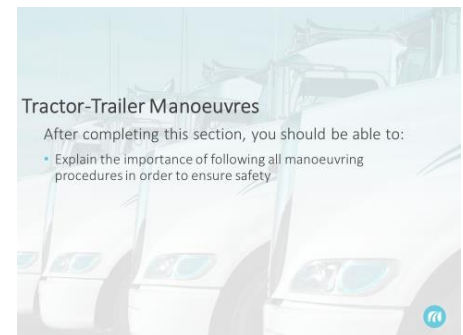 Tractor-Trailer Manoeuvres
After completing this section, you should be able to:
• Explain the importance of following all manoeuvring
procedures in order to ensure safety